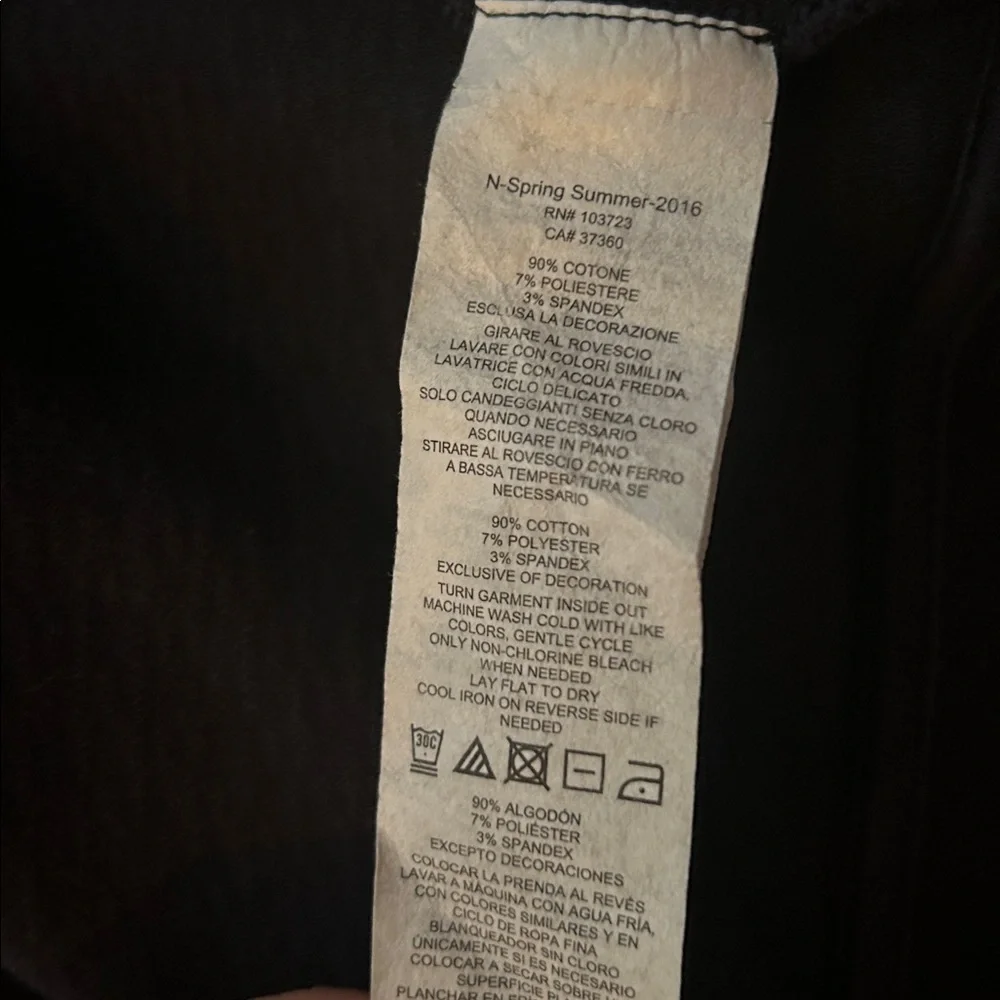 N-Spring Summer-2016
RN# 103723
CA# 37360
90% COTONE
7% POLIESTERE
3% SPANDEX
ESCLUSA LA DECORAZIONE
GIRARE AL ROVESCIO
LAVARE CON COLORI SIMILI IN
LAVATRICE CON ACQUA FREDDA,
CICLO DELICATO
SOLO CANDEGGIANTI SENZA CLORO
QUANDO NECESSARIO
ASCIUGARE IN PIANO
STIRARE AL ROVESCIO CON FERRO
A BASSA TEMPERATURA SE
NECESSARIO
90% COTTON
7% POLYESTER
3% SPANDEX
EXCLUSIVE OF DECORATION
TURN GARMENT INSIDE OUT
MACHINE WASH COLD WITH LIKE
COLORS, GENTLE CYCLE
ONLY NON-CHLORINE BLEACH
WHEN NEEDED
LAY FLAT TO DRY
COOL IRON ON REVERSE SIDE IF
NEEDED
30C
90% ALGODÓN
7% POLIÉSTER
3% SPANDEX
EXCEPTO DECORACIONES
COLOCAR LA PRENDA AL REVÉS
LAVAR A MÁQUINA CON AGUA FRÍA,
CON COLORES SIMILARES Y EN
CICLO DE ROPA FINA
BLANQUEADOR SIN CLORO
ÚNICAMENTE SI ES NECESARIO
COLOCAR A SECAR SOBRE
SUPERFICIE
PLANCHAR EN